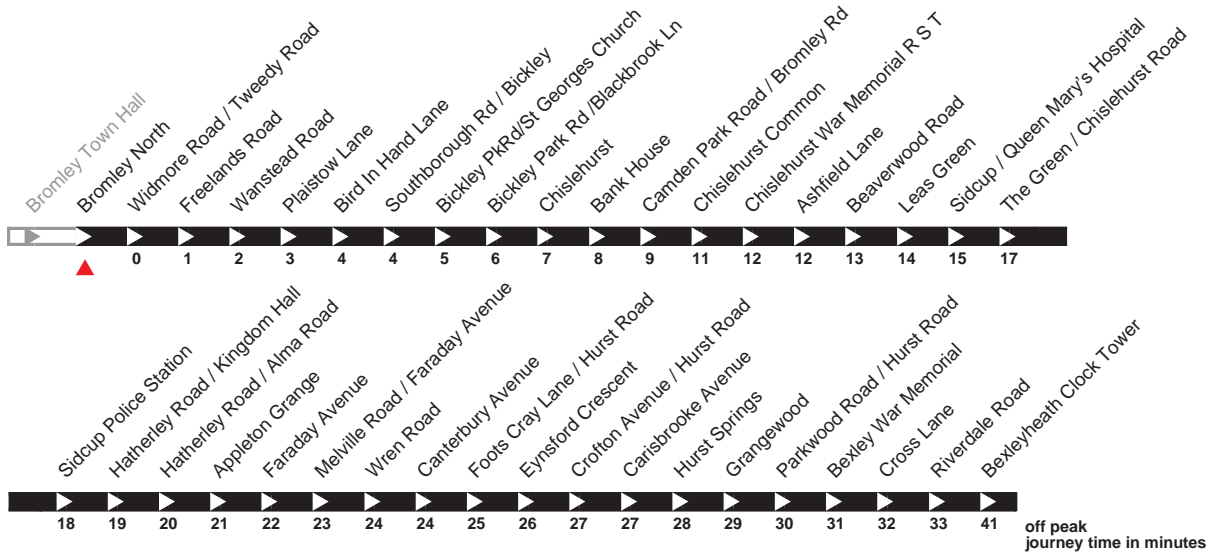 Bromley Town Hall
Bromley North
Widmore Road / Tweedy Road
Freelands Road
Wanstead Road
Plaistow Lane
Bird In Hand Lane
Southborough Rd / Bickley
Bickley PkRd/St Georges Church
Bickley Park Rd /Blackbrook Ln
Chislehurst
Bank House
Camden Park Road / Bromley Rd
Chislehurst Common
Chislehurst War Memorial R S T
Ashfield Lane
Beaverwood Road
Leas Green
Sidcup / Queen Mary's Hospital
The Green / Chislehurst Road
0 1 2 3 4 4 5 6 7 8 9 11 12 12 13 14 15 17
Sidcup Police Station
Hatherley Road / Kingdom Hall
Hatherley Road / Alma Road
Appleton Grange
Faraday Avenue
Melville Road / Faraday Avenue
Wren Road
Canterbury Avenue
Foots Cray Lane / Hurst Road
Eynsford Crescent
Crofton Avenue / Hurst Road
Carisbrooke Avenue
Hurst Springs
Grangewood
Parkwood Road / Hurst Road
Bexley War Memorial
Cross Lane
Riverdale Road
Bexleyheath Clock Tower
18 19 20 21 22 23 24 24 25 26 27 27 28 29 30 31 32 33 41
off peak
journey time in minutes